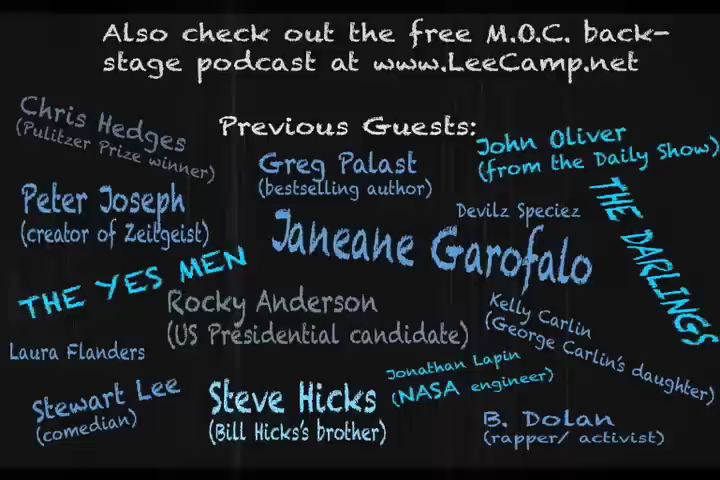 Also check out the free M.O.C. back-
stage podcast at www.LeeCamp.net
Previous Guests:
Chris Hedges
(Pulitzer Prize winner)
Greg Palast
(bestselling author)
John Oliver
(from the Daily Show)
Peter Joseph
(creator of Zeitgeist)
Devilz Speciez
Janeane Garofalo
THE DARLINGS
THE YES MEN
Rocky Anderson
(US Presidential candidate)
Kelly Carlin
(George Carlin's daughter)
Laura Flanders
Jonathan Lapin
(NASA engineer)
Stewart Lee
(comedian)
Steve Hicks
(Bill Hicks's brother)
B. Dolan
(rapper/ activist)